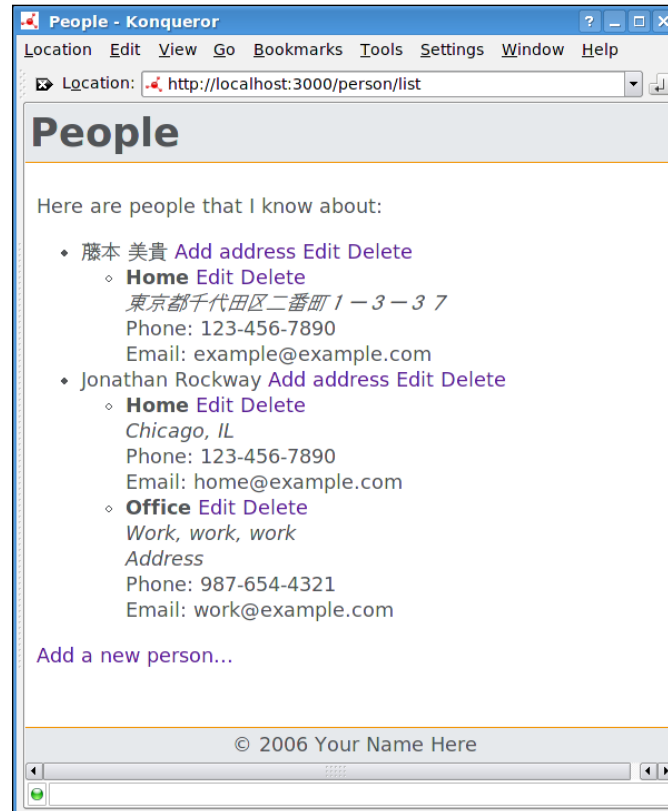 People - Konqueror
Location Edit View Go Bookmarks Tools Settings Window Help
Location: http://localhost:3000/person/list
People
Here are people that I know about:
藤本 美貴 Add address Edit Delete
Home Edit Delete
東京都千代田区二番町１－３－３７
Phone: 123-456-7890
Email: example@example.com
Jonathan Rockway Add address Edit Delete
Home Edit Delete
Chicago, IL
Phone: 123-456-7890
Email: home@example.com
Office Edit Delete
Work, work, work
Address
Phone: 987-654-4321
Email: work@example.com
Add a new person...
© 2006 Your Name Here